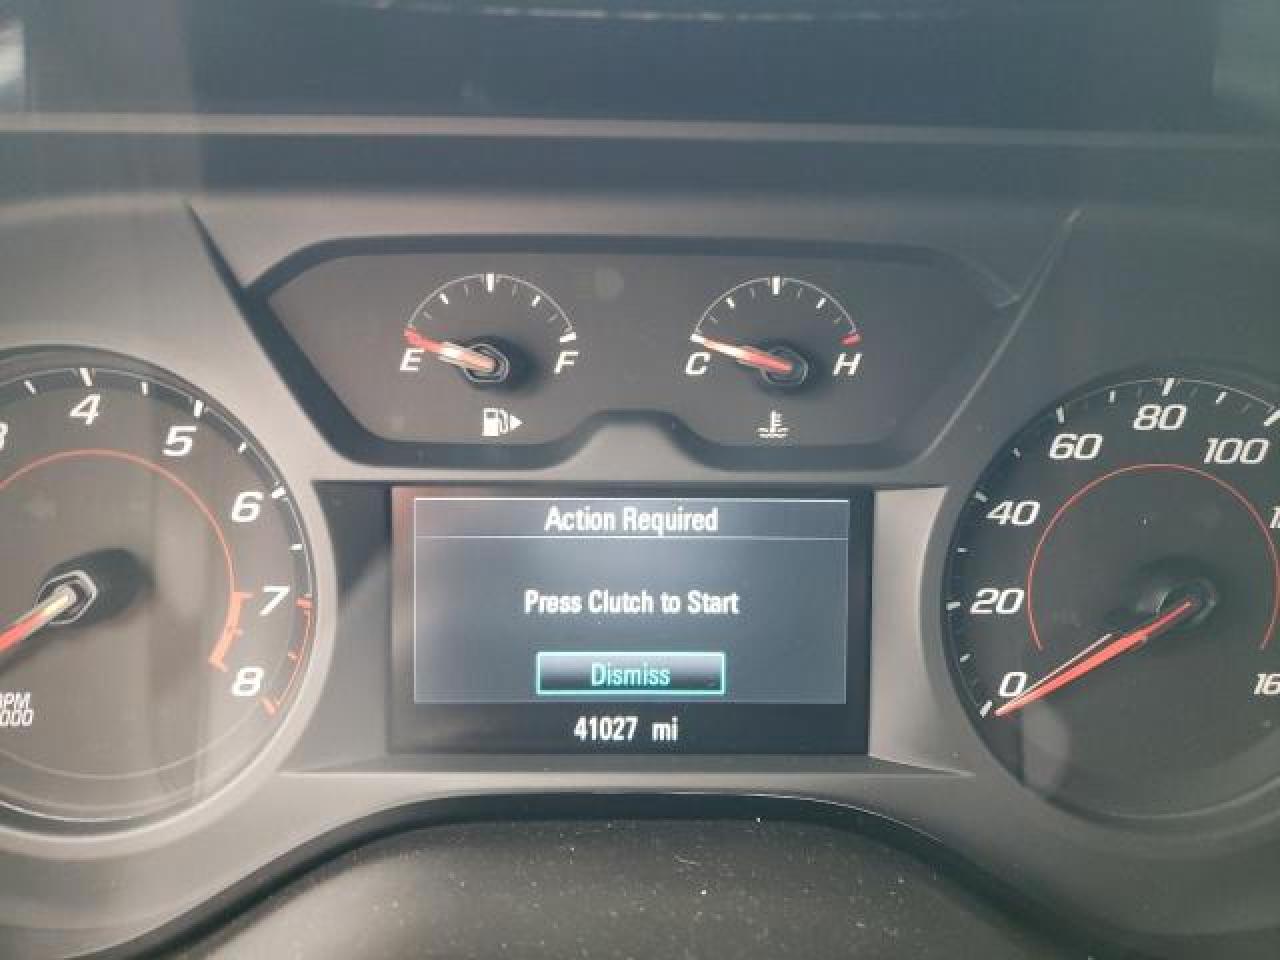 E F
C H
4
5
6
7
8
20
40
60
80
100
0
Action Required
Press Clutch to Start
Dismiss
41027 mi